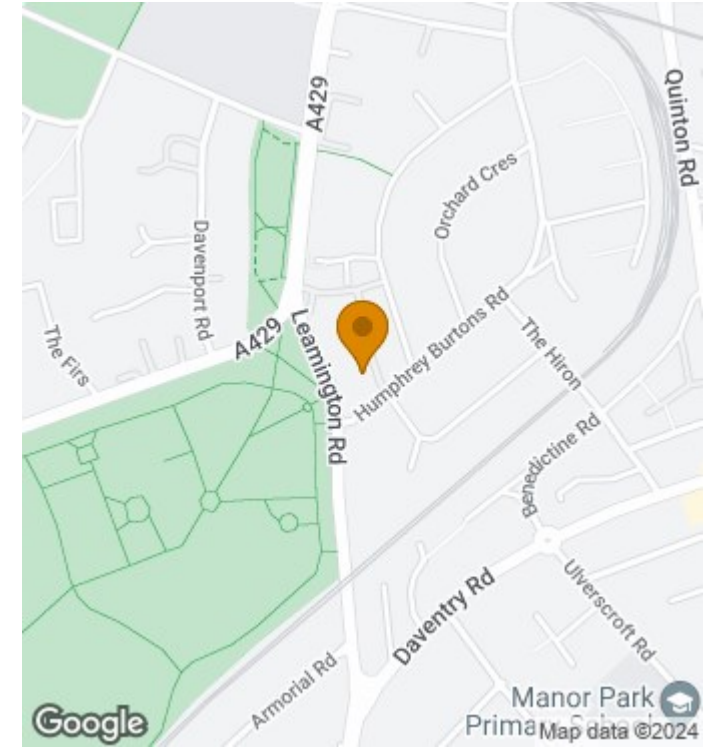 A429
Quinton Rd
Orchard Cres
Davenport Rd
The Firs
A429
Leamington Rd
Humphrey Burtons Rd
The Hiron
Benedictine Rd
Daventry Rd
Ulverscroft Rd
Armorial Rd
Manor Park
Primary School
Google
Map data ©2024